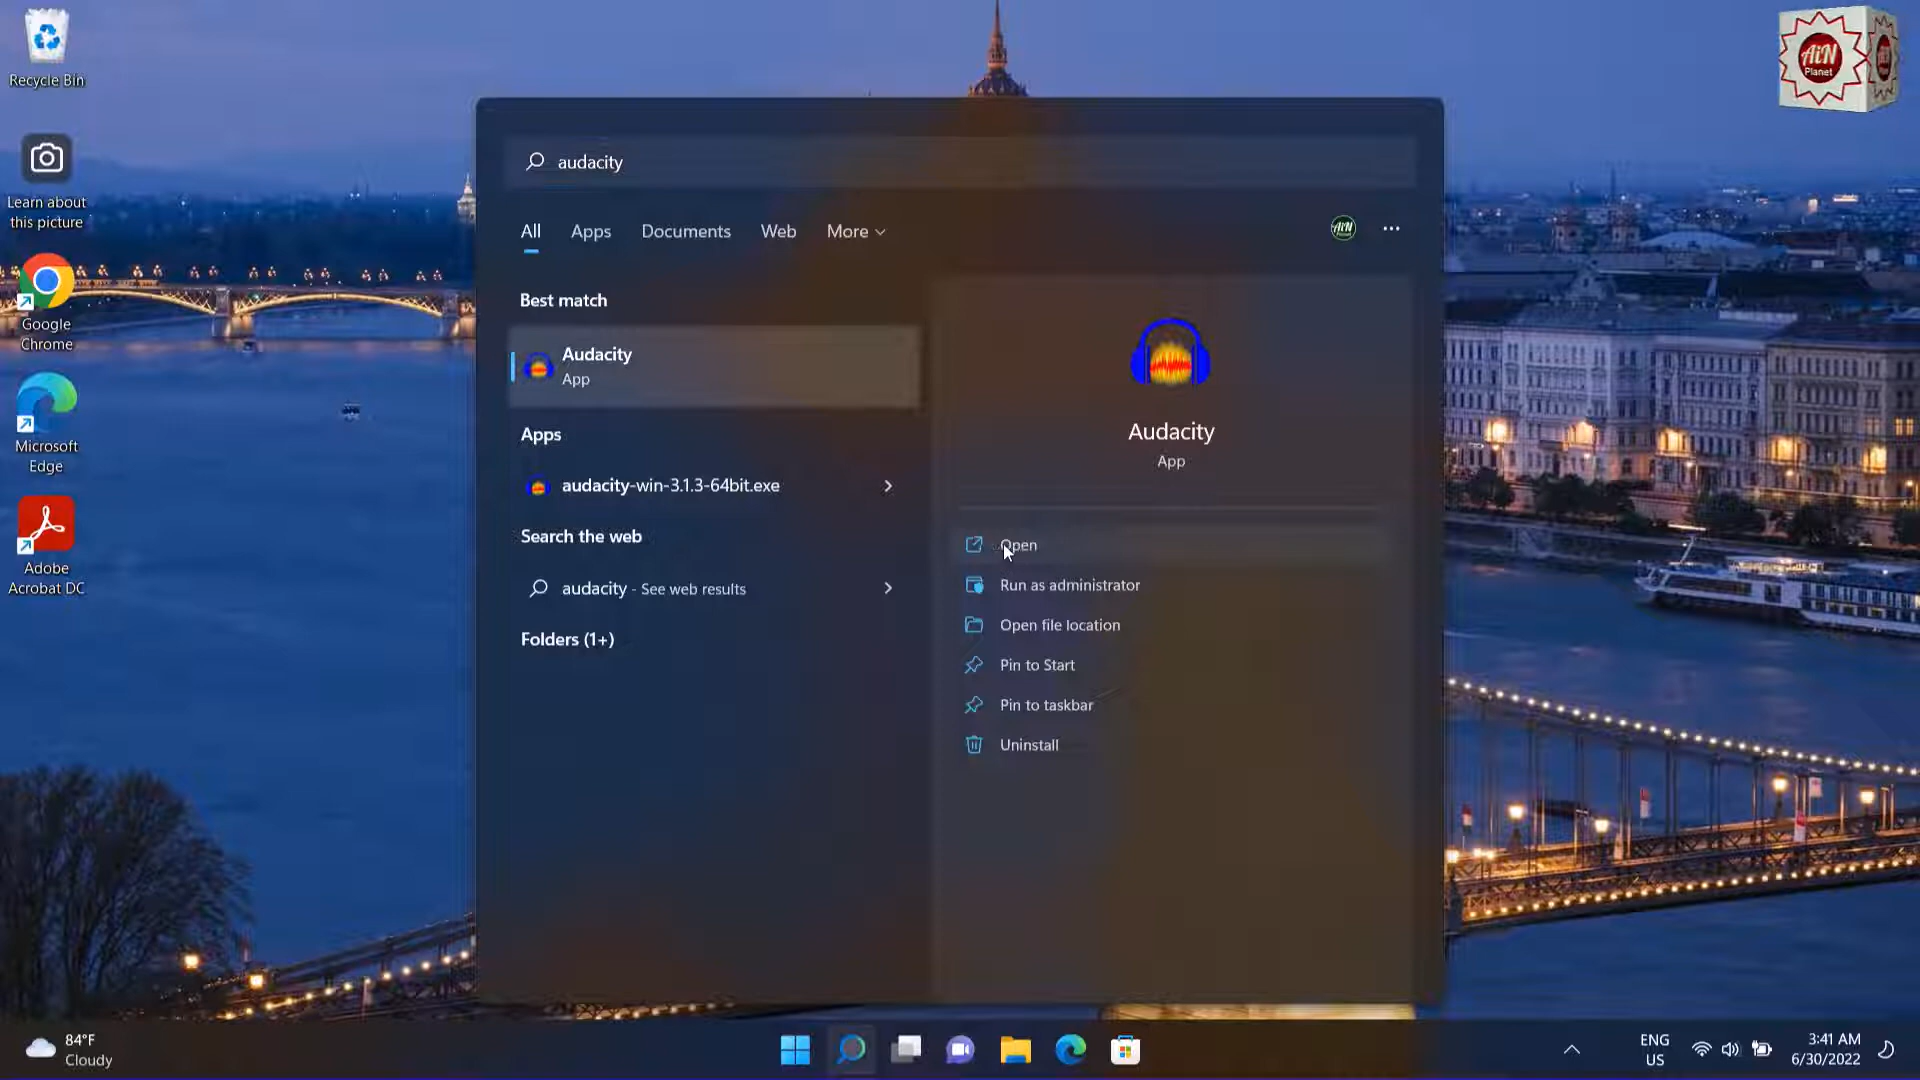 Recycle Bin
Learn about
this picture
Google
Chrome
Microsoft
Edge
Adobe
Acrobat DC
AiN
Planet
audacity
All
Apps
Documents
Web
More
Best match
Audacity
App
Apps
audacity-win-3.1.3-64bit.exe
Search the web
audacity - See web results
Folders (1+)
Audacity
App
Open
Run as administrator
Open file location
Pin to Start
Pin to taskbar
Uninstall
84°F
Cloudy
ENG
US
3:41 AM
6/30/2022